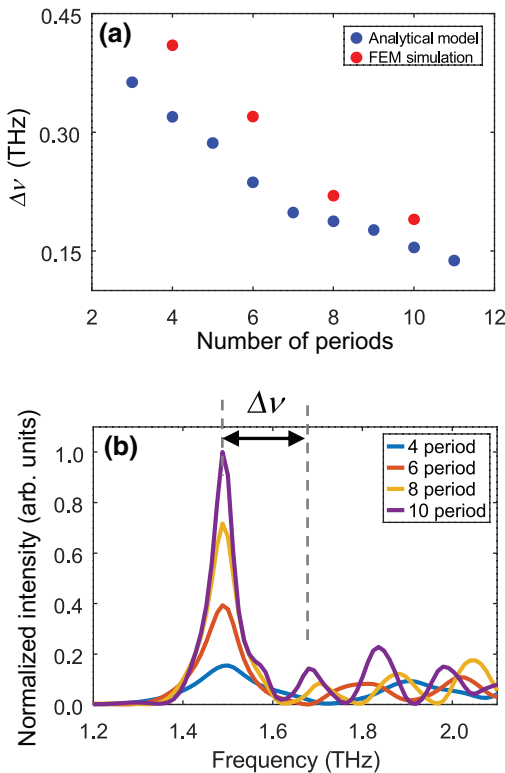 (a)
Analytical model
FEM simulation
0.45
0.30
0.15
Δν (THz)
2 4 6 8 10 12
Number of periods
Δν
(b)
4 period
6 period
8 period
10 period
1.0
0.8
0.6
0.4
0.2
0.0
Normalized intensity (arb. units)
1.2 1.4 1.6 1.8 2.0
Frequency (THz)